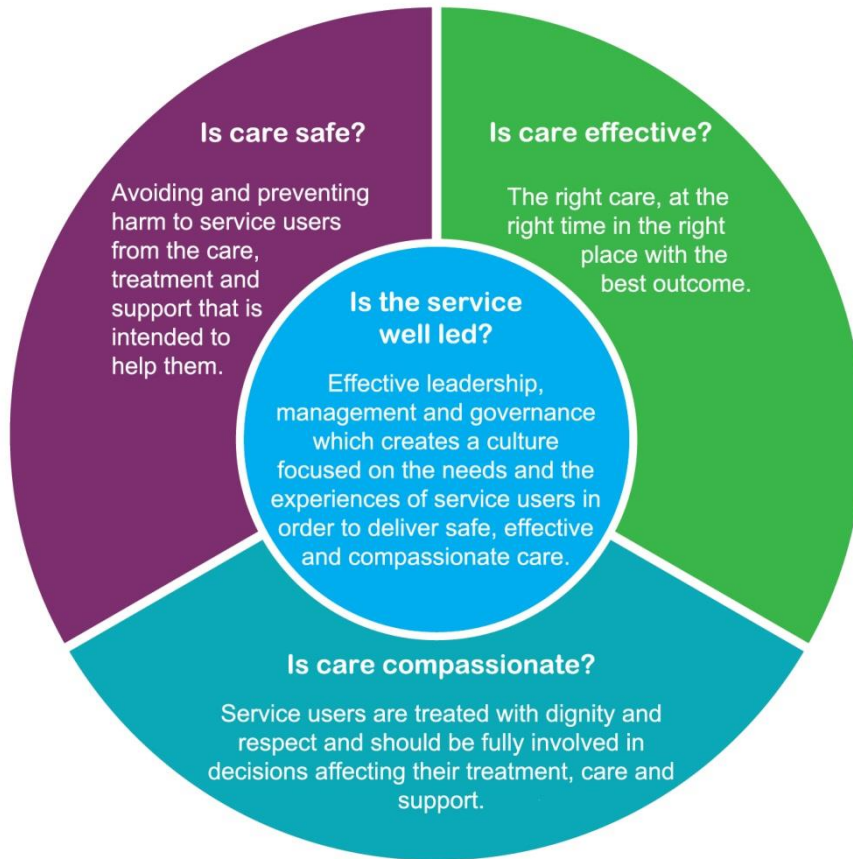 Is care safe?
Avoiding and preventing
harm to service users
from the care,
treatment and
support that is
intended to
help them.
Is care effective?
The right care, at the
right time in the right
place with the
best outcome.
Is the service
well led?
Effective leadership,
management and governance
which creates a culture
focused on the needs and the
experiences of service users in
order to deliver safe, effective
and compassionate care.
Is care compassionate?
Service users are treated with dignity and
respect and should be fully involved in
decisions affecting their treatment, care and
support.